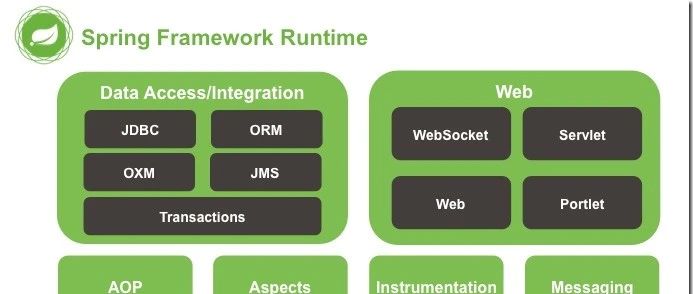 Spring Framework Runtime
Data Access/Integration
JDBC
ORM
OXM
JMS
Transactions
Web
WebSocket
Servlet
Web
Portlet
AOP
Aspects
Instrumentation
Messaging